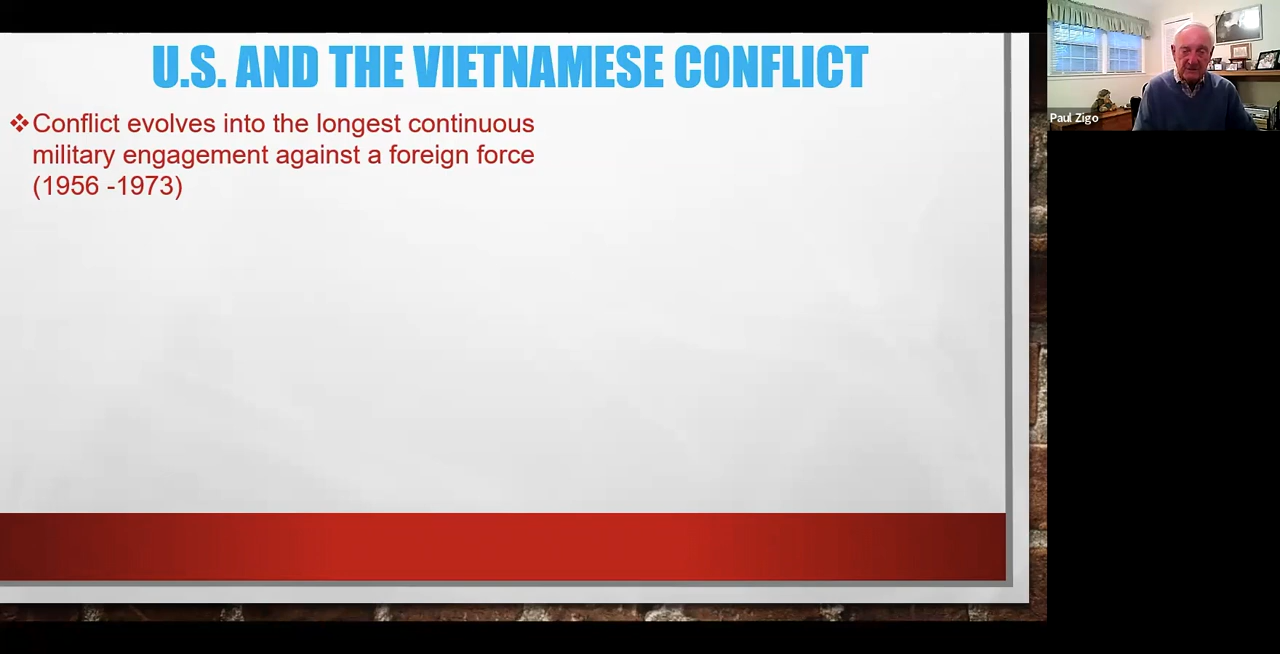 U.S. AND THE VIETNAMESE CONFLICT
❖Conflict evolves into the longest continuous
military engagement against a foreign force
(1956 -1973)
Paul Zigo